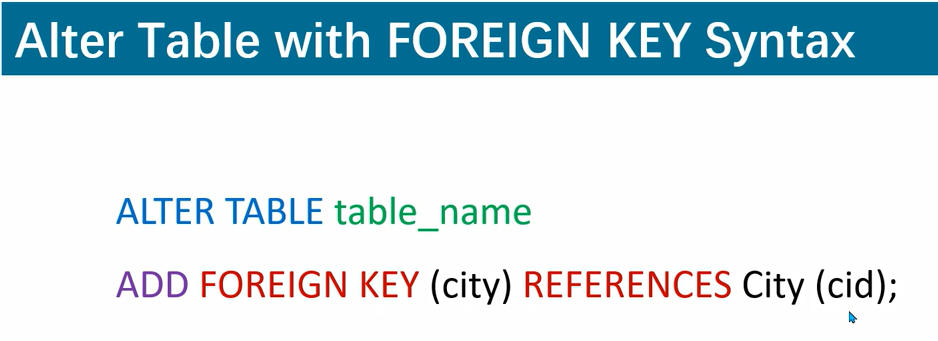 Alter Table with FOREIGN KEY Syntax
ALTER TABLE table_name
ADD FOREIGN KEY (city) REFERENCES City (cid);